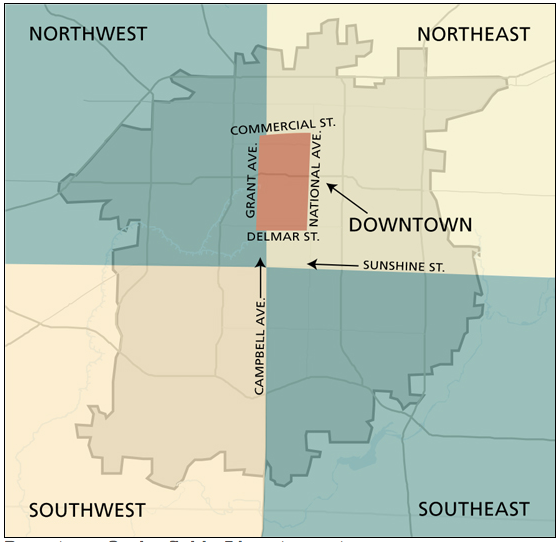 NORTHWEST
NORTHEAST
COMMERCIAL ST.
GRANT AVE.
NATIONAL AVE.
DOWNTOWN
DELMAR ST.
SUNSHINE ST.
CAMPBELL AVE.
SOUTHWEST
SOUTHEAST